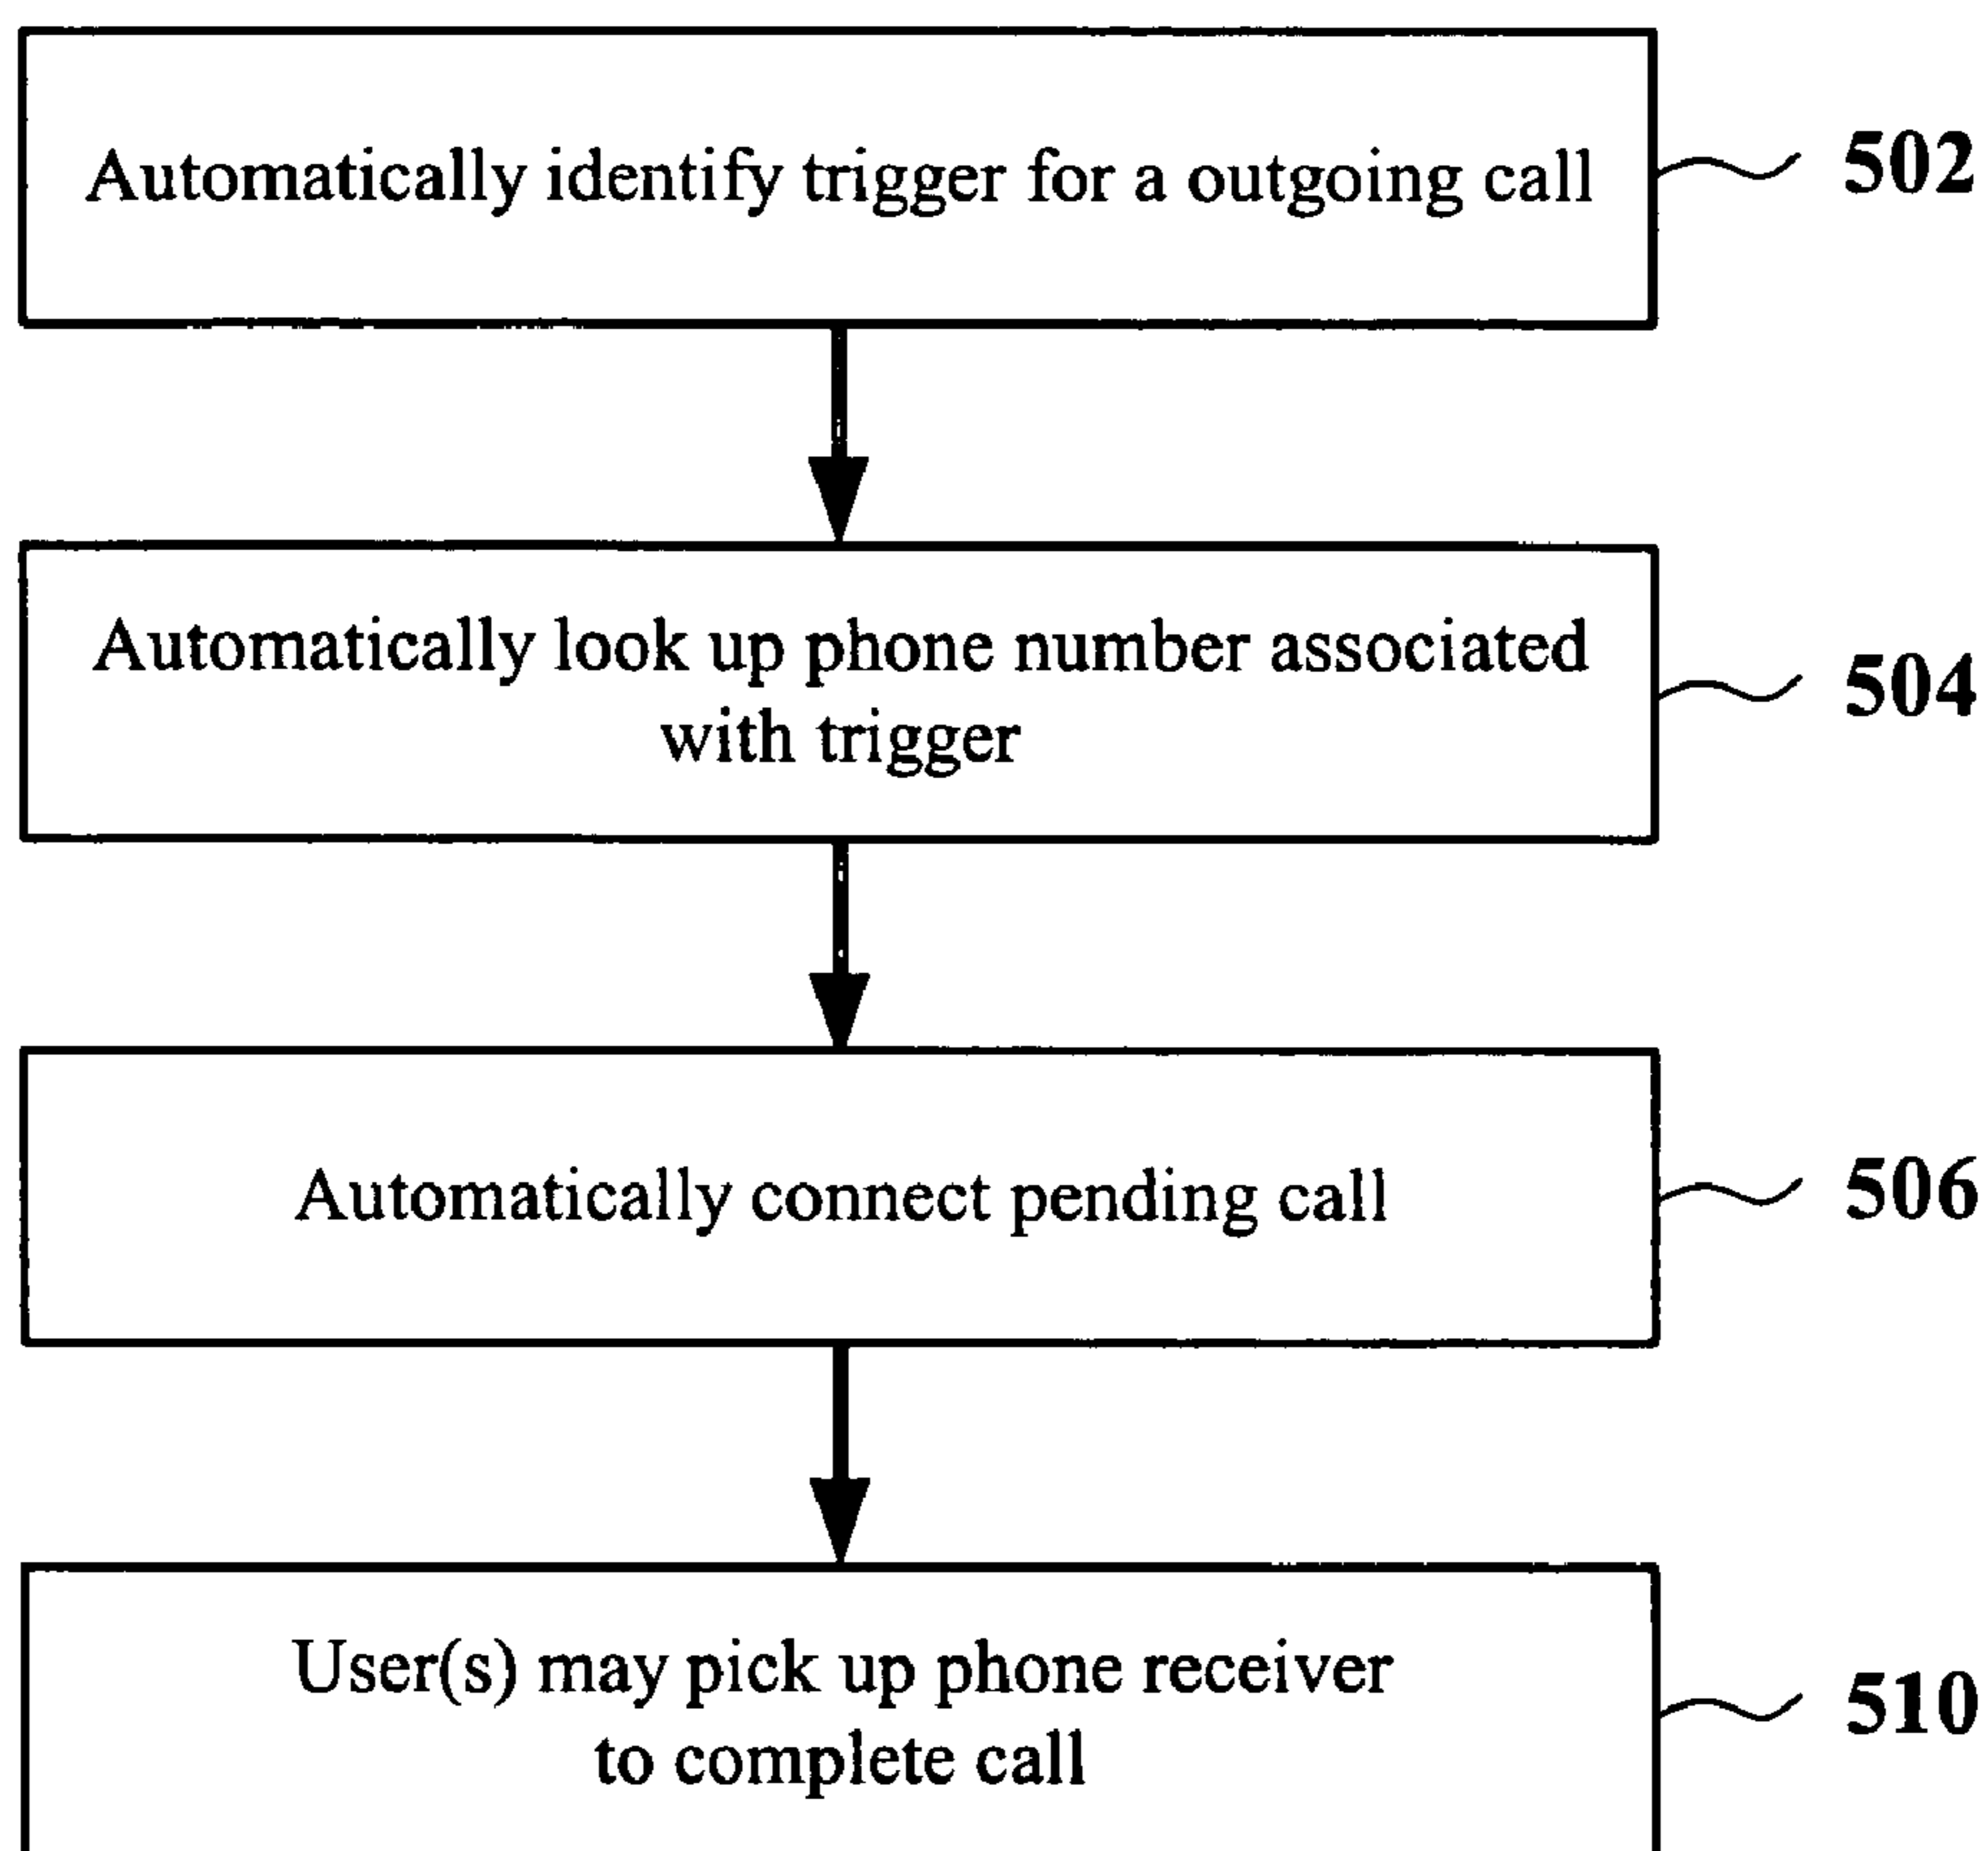 Automatically identify trigger for a outgoing call
502
Automatically look up phone number associated
with trigger
504
Automatically connect pending call
506
User(s) may pick up phone receiver
to complete call
510